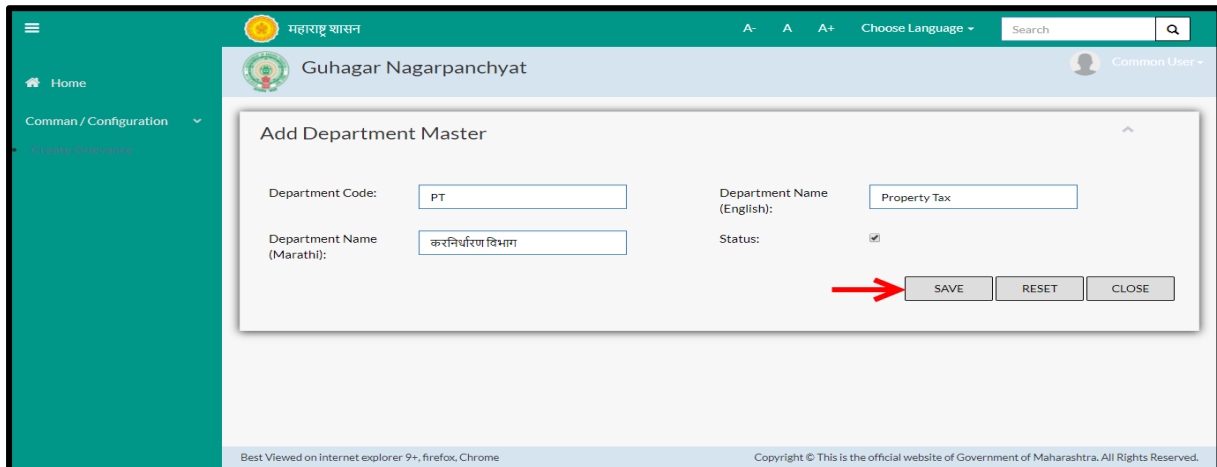 महाराष्ट्र शासन A- A A+ Choose Language Search
Guhagar Nagarpanchyat Common User
Home
Comman / Configuration
Add Department Master
Department Code: PT Department Name (English): Property Tax
Department Name (Marathi): करनिर्धारण विभाग Status:
SAVE RESET CLOSE
Best Viewed on internet explorer 9+, firefox, Chrome Copyright © This is the official website of Government of Maharashtra. All Rights Reserved.